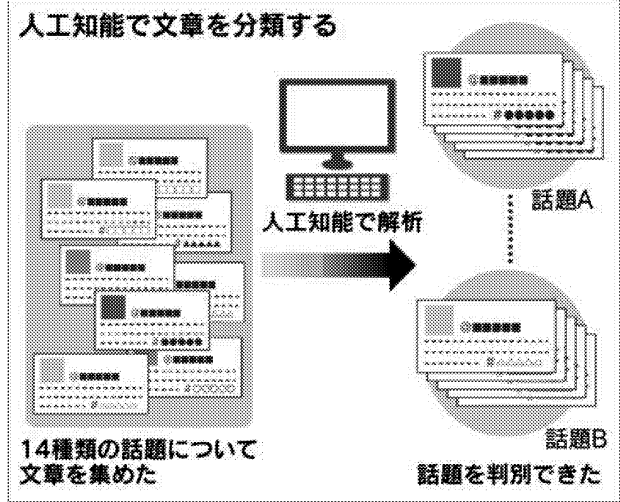 人工知能で文章を分類する
人工知能で解析
話題A
話題B
14種類の話題について
文章を集めた
話題を判別できた